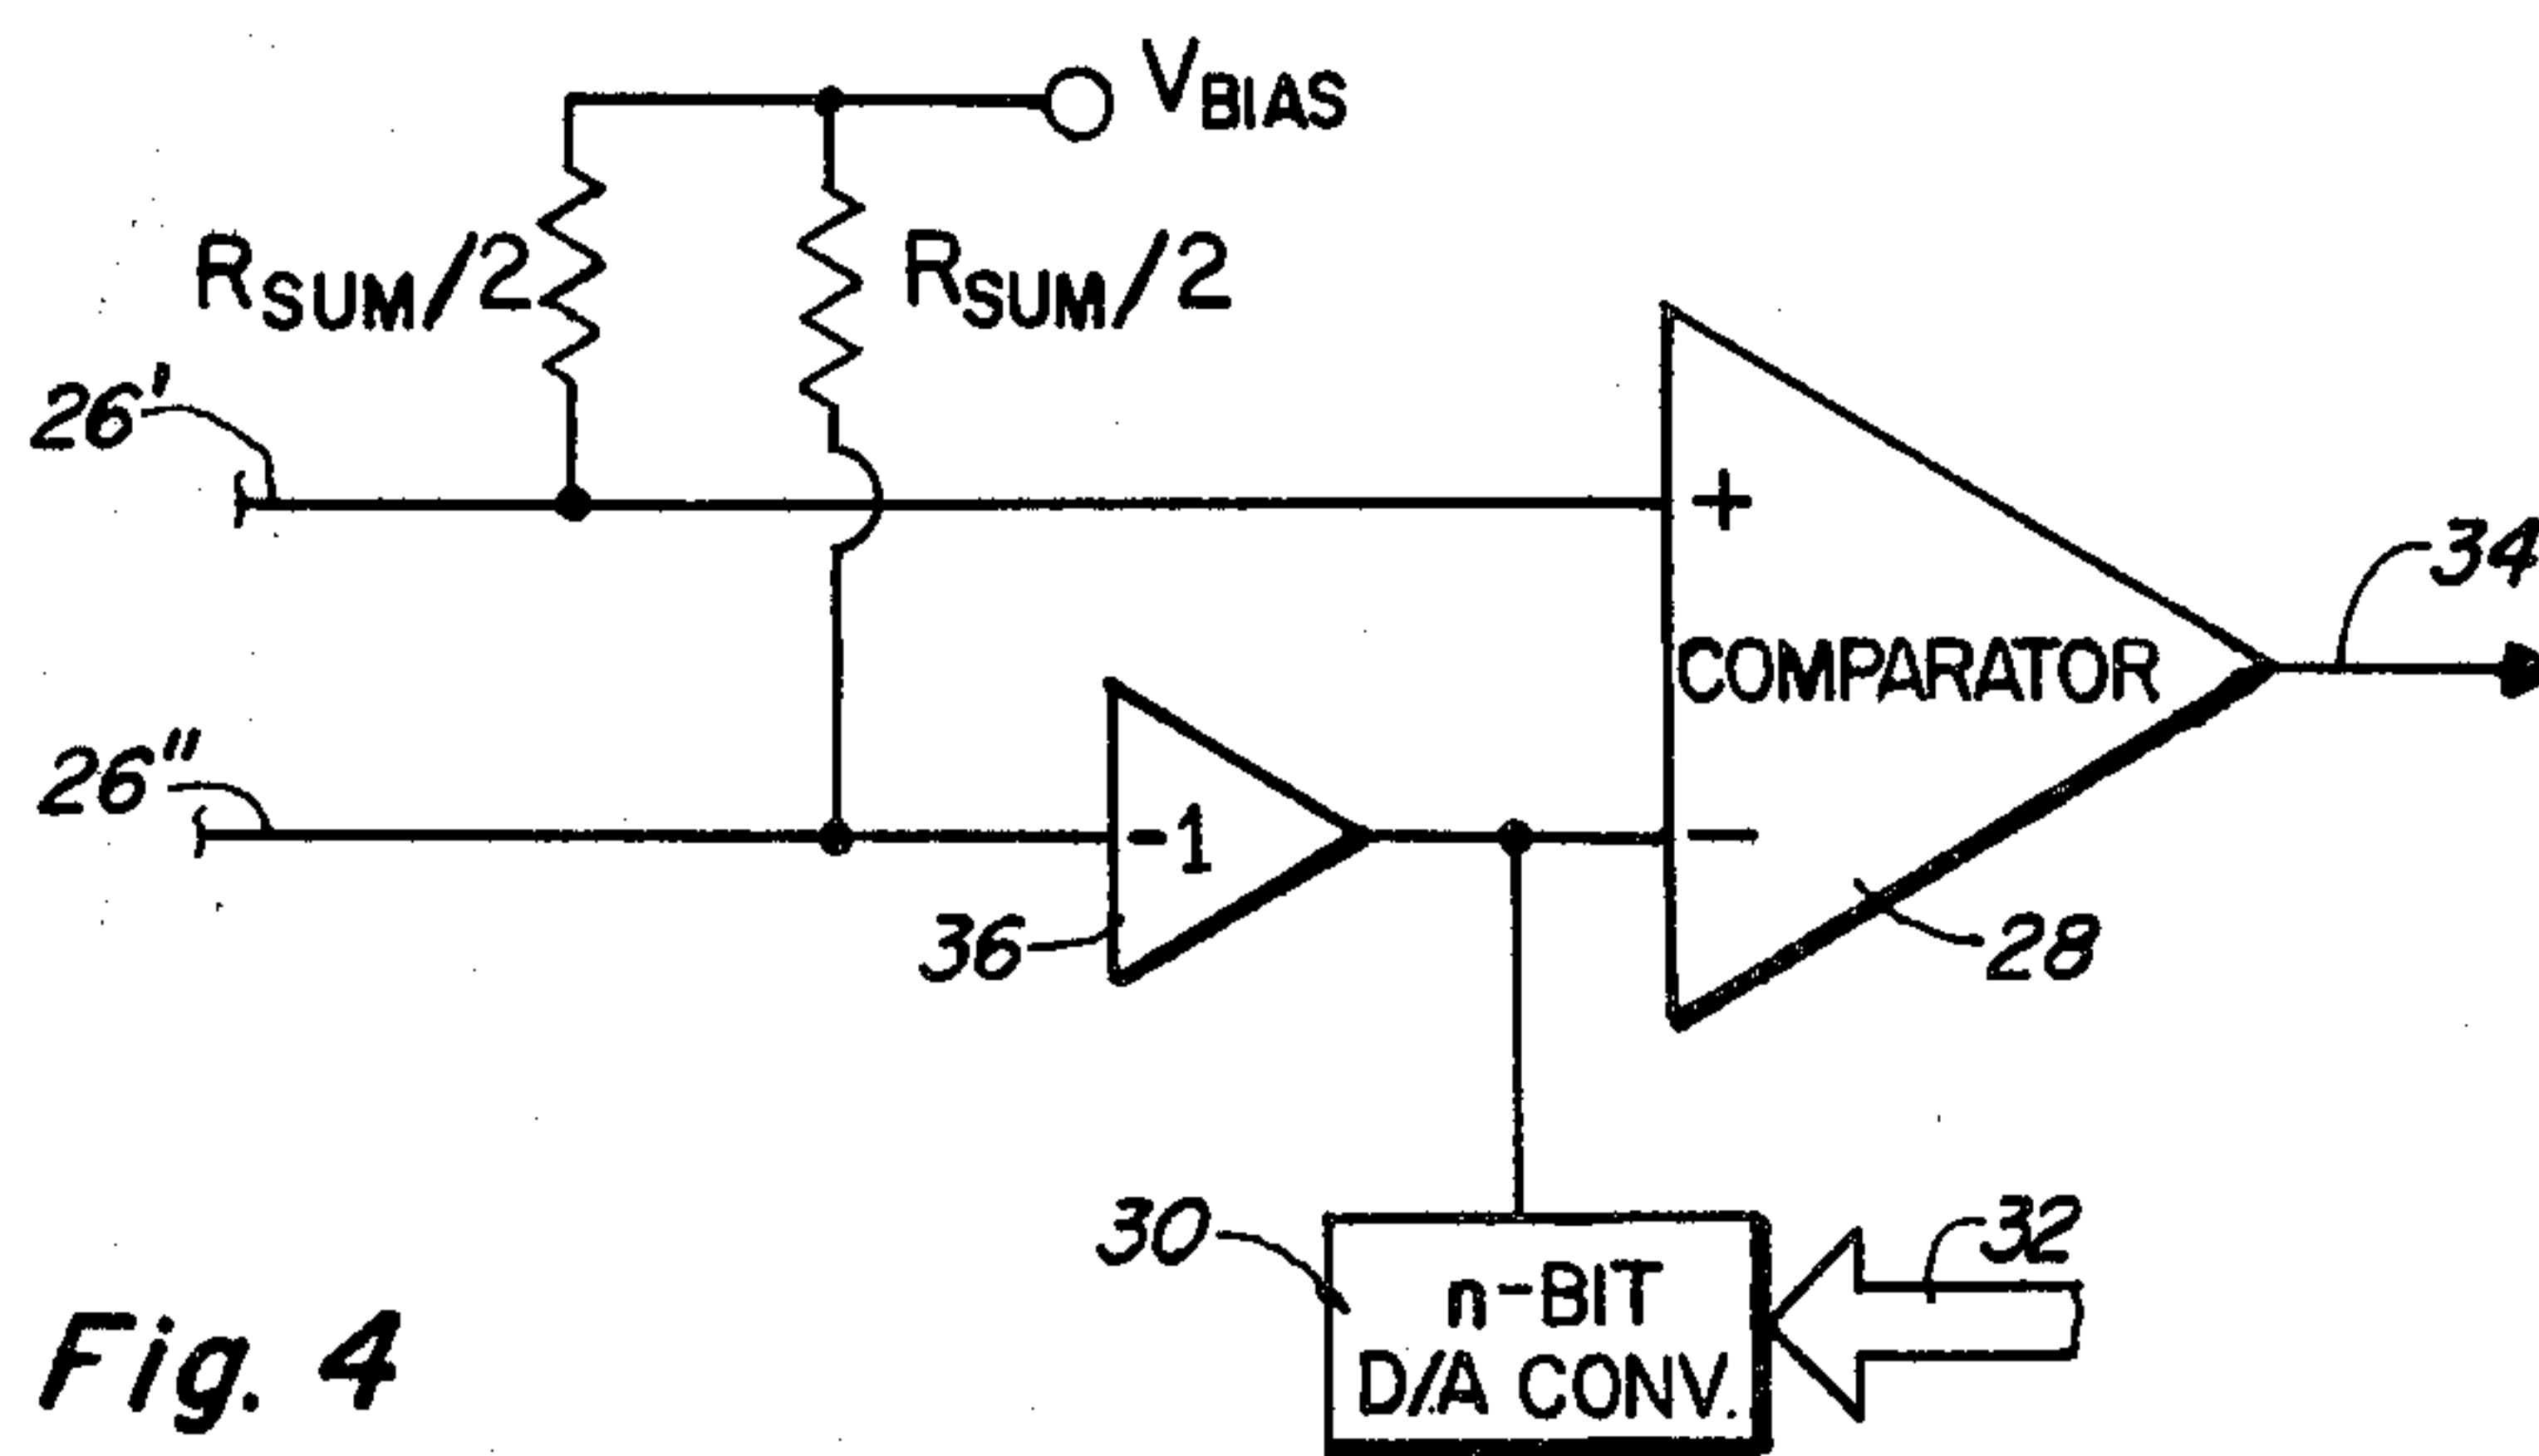 VBIAS
RSUM/2
RSUM/2
26'
+
34
COMPARATOR
26"
-1
−
36
28
30
32
n-BIT
D/A CONV.
Fig. 4